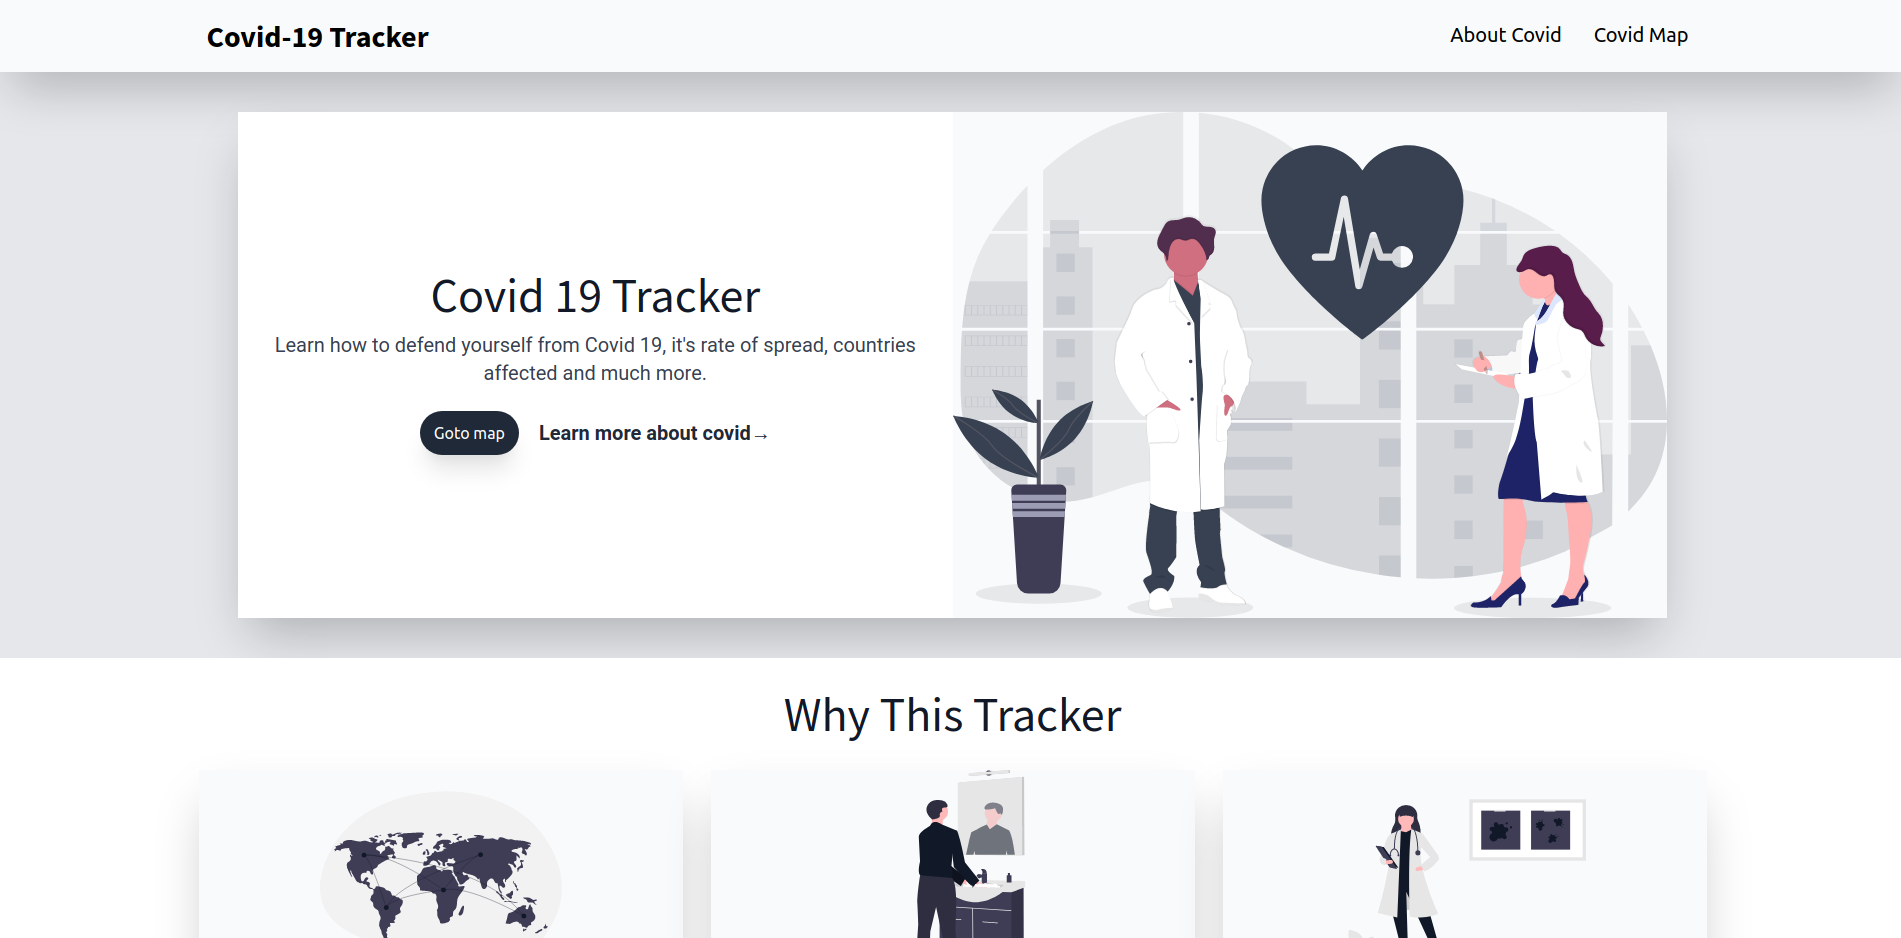 Covid-19 Tracker
About Covid
Covid Map
Covid 19 Tracker
Learn how to defend yourself from Covid 19, it's rate of spread, countries
affected and much more.
Goto map
Learn more about covid→
Why This Tracker